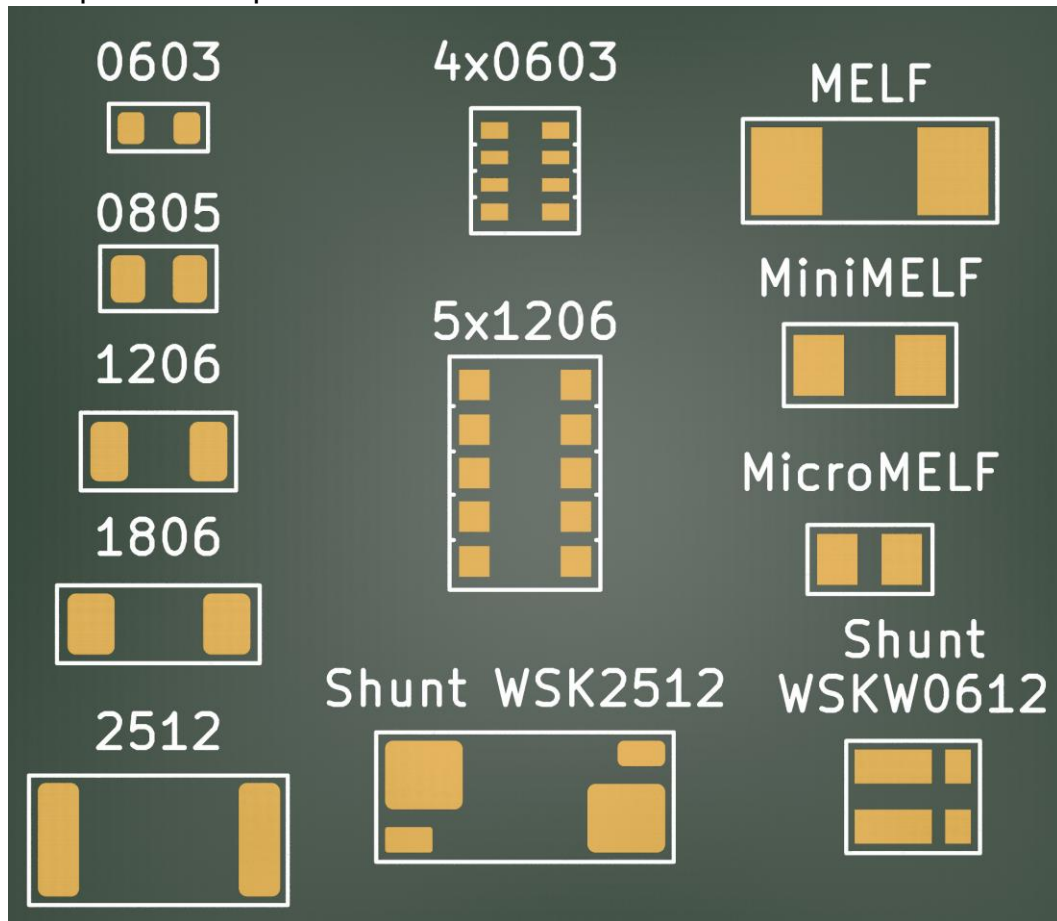 0603
0805
1206
1806
2512
4x0603
5x1206
Shunt WSK2512
MELF
MiniMELF
MicroMELF
Shunt
WSKW0612